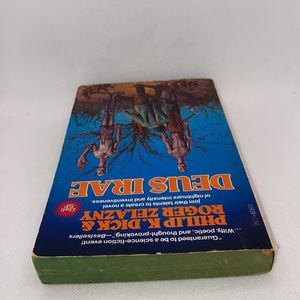 "Guaranteed to be a science-fiction event!
...Witty, poetic, and thought-provoking."—Bestsellers
PHILIP K. DICK &
ROGER ZELAZNY
join their talents to create a novel
of nightmare intensity and inventiveness.
DEUS IRAE